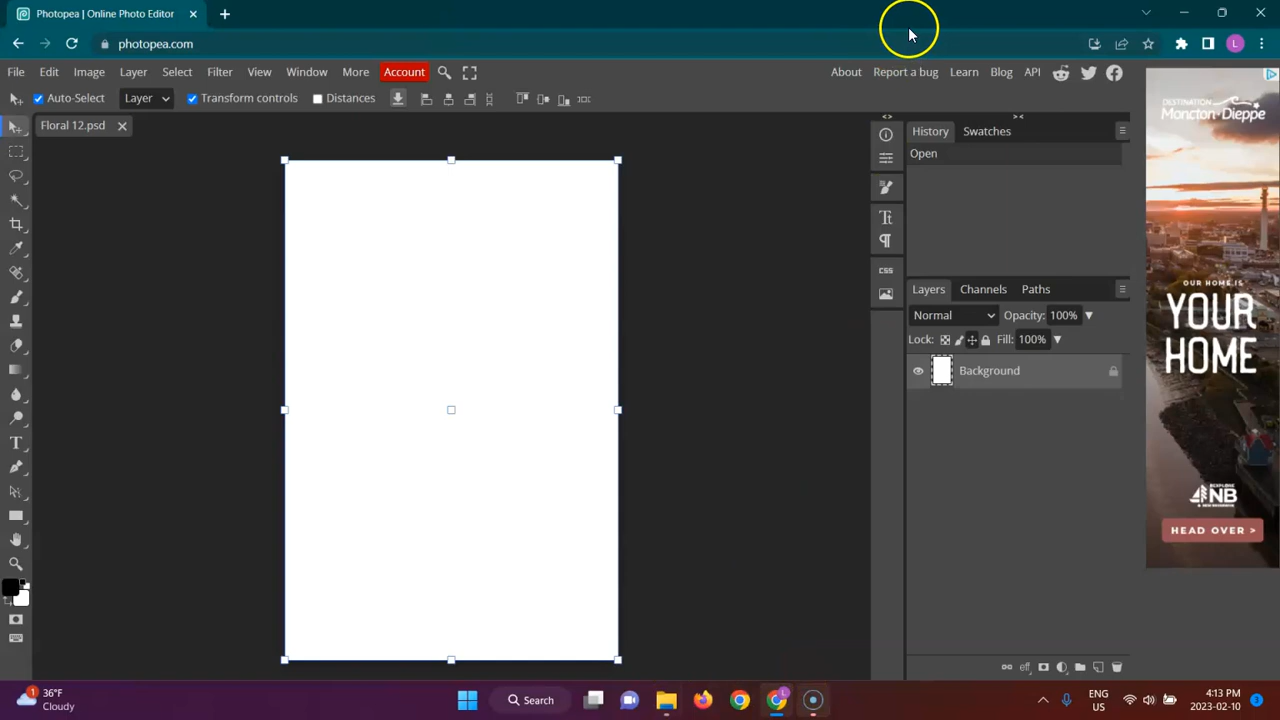 Photopea | Online Photo Editor
photopea.com
File Edit Image Layer Select Filter View Window More Account About Report a bug Learn Blog API
Auto-Select Layer Transform controls Distances
Floral 12.psd
History Swatches
Open
CSS
Layers Channels Paths
Normal Opacity: 100%
Lock: Fill: 100%
Background
DESTINATION
Moncton-Dieppe
OUR HOME IS
YOUR
HOME
EXPLORE
NB
HEAD OVER >
1
36°F
Cloudy
Search
L
ENG
US
4:13 PM
2023-02-10